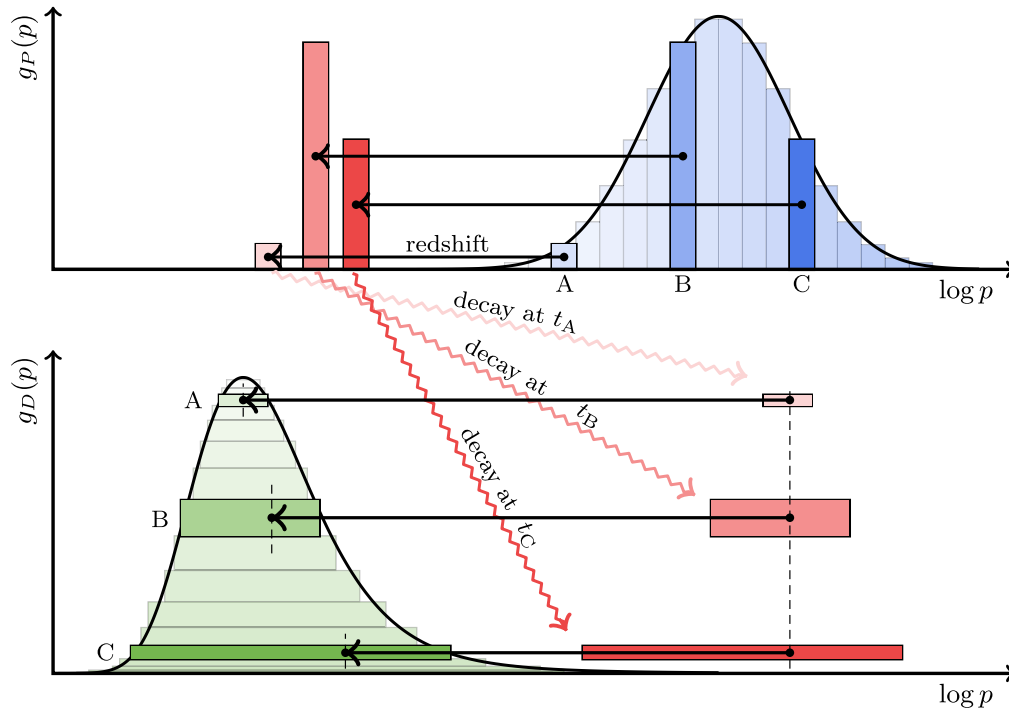 g_P(p)
redshift
A B C
log p
decay at t_A
decay at t_B
decay at t_C
g_D(p)
A
B
C
log p